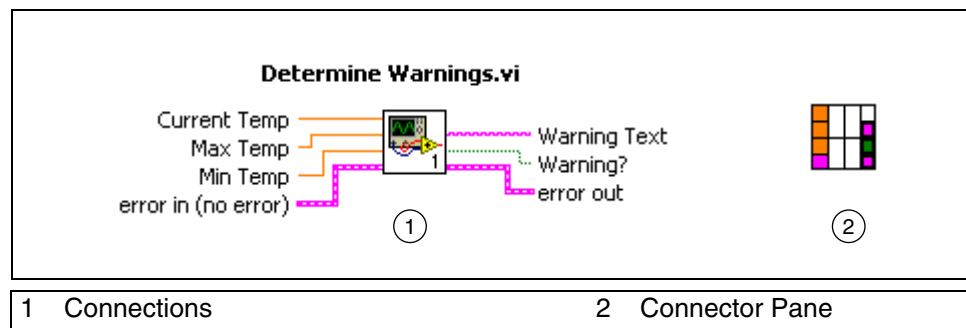 Determine Warnings.vi
Current Temp
Max Temp
Min Temp
error in (no error)
1
Warning Text
Warning?
error out
1
2
1 Connections 2 Connector Pane